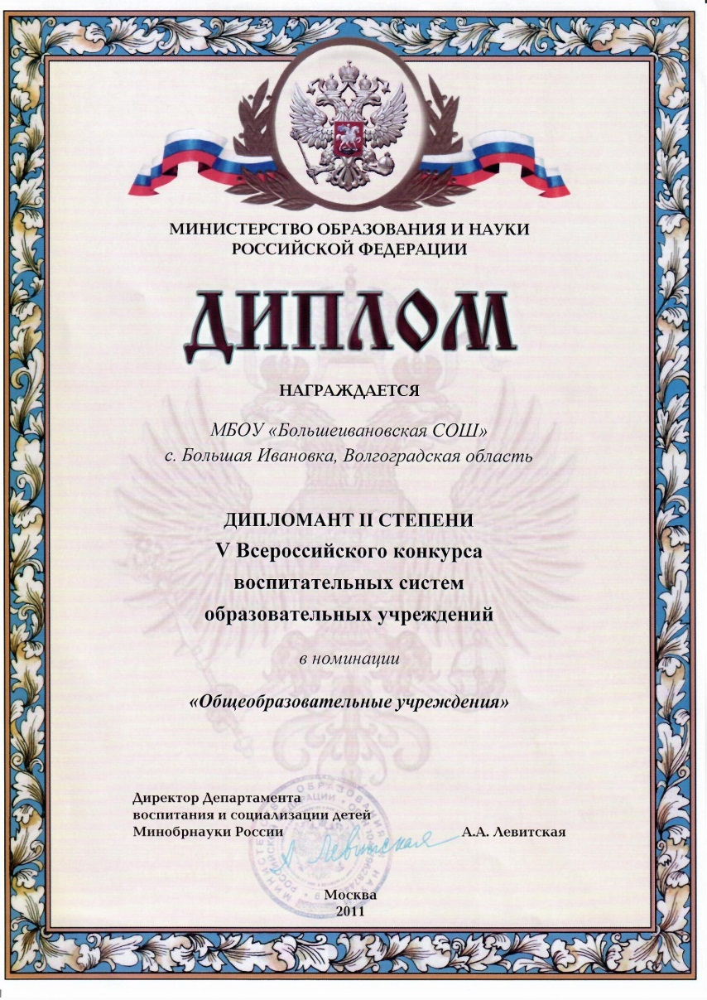 МИНИСТЕРСТВО ОБРАЗОВАНИЯ И НАУКИ
РОССИЙСКОЙ ФЕДЕРАЦИИ
ДИПЛОМ
НАГРАЖДАЕТСЯ
МБОУ «Большеивановская СОШ»
с. Большая Ивановка, Волгоградская область
ДИПЛОМАНТ II СТЕПЕНИ
V Всероссийского конкурса
воспитательных систем
образовательных учреждений
в номинации
«Общеобразовательные учреждения»
Директор Департамента
воспитания и социализации детей
Минобрнауки России
А.А. Левитская
А Левитская
Москва
2011